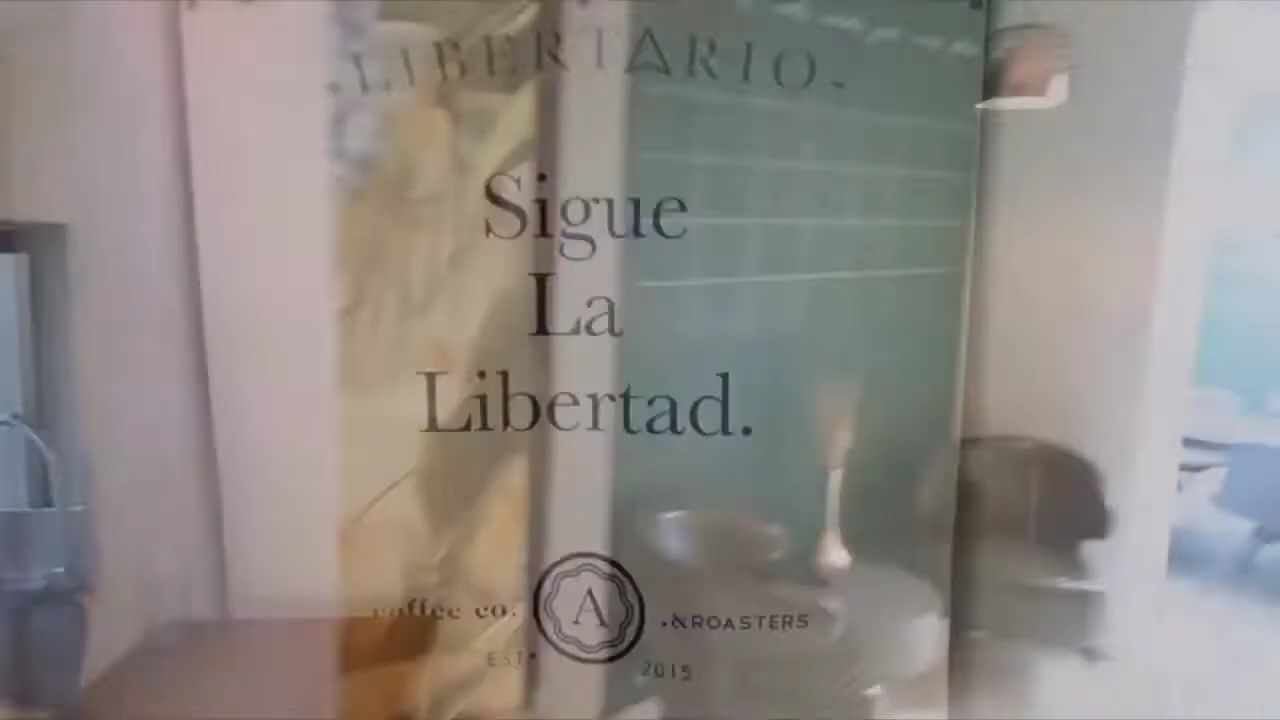 ·LIBERTARIO·
Sigue
La
Libertad.
coffee co. A ·&ROASTERS
EST· 2015